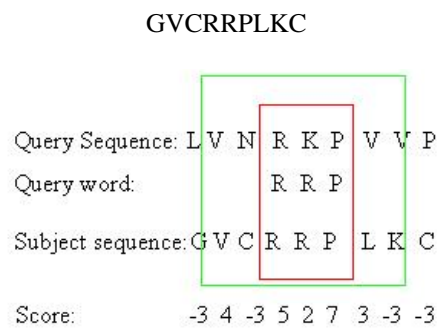 GVCRRPLKC
Query Sequence: L V N R K P V V P
Query word: R R P
Subject sequence: G V C R R P L K C
Score: -3 4 -3 5 2 7 3 -3 -3